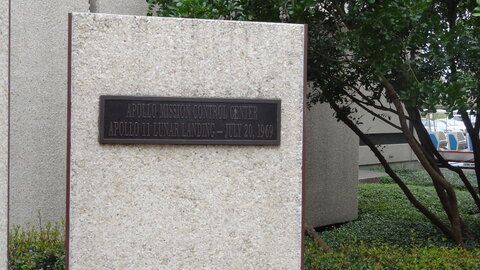 APOLLO MISSION CONTROL CENTER
APOLLO 11 LUNAR LANDING — JULY 20, 1969